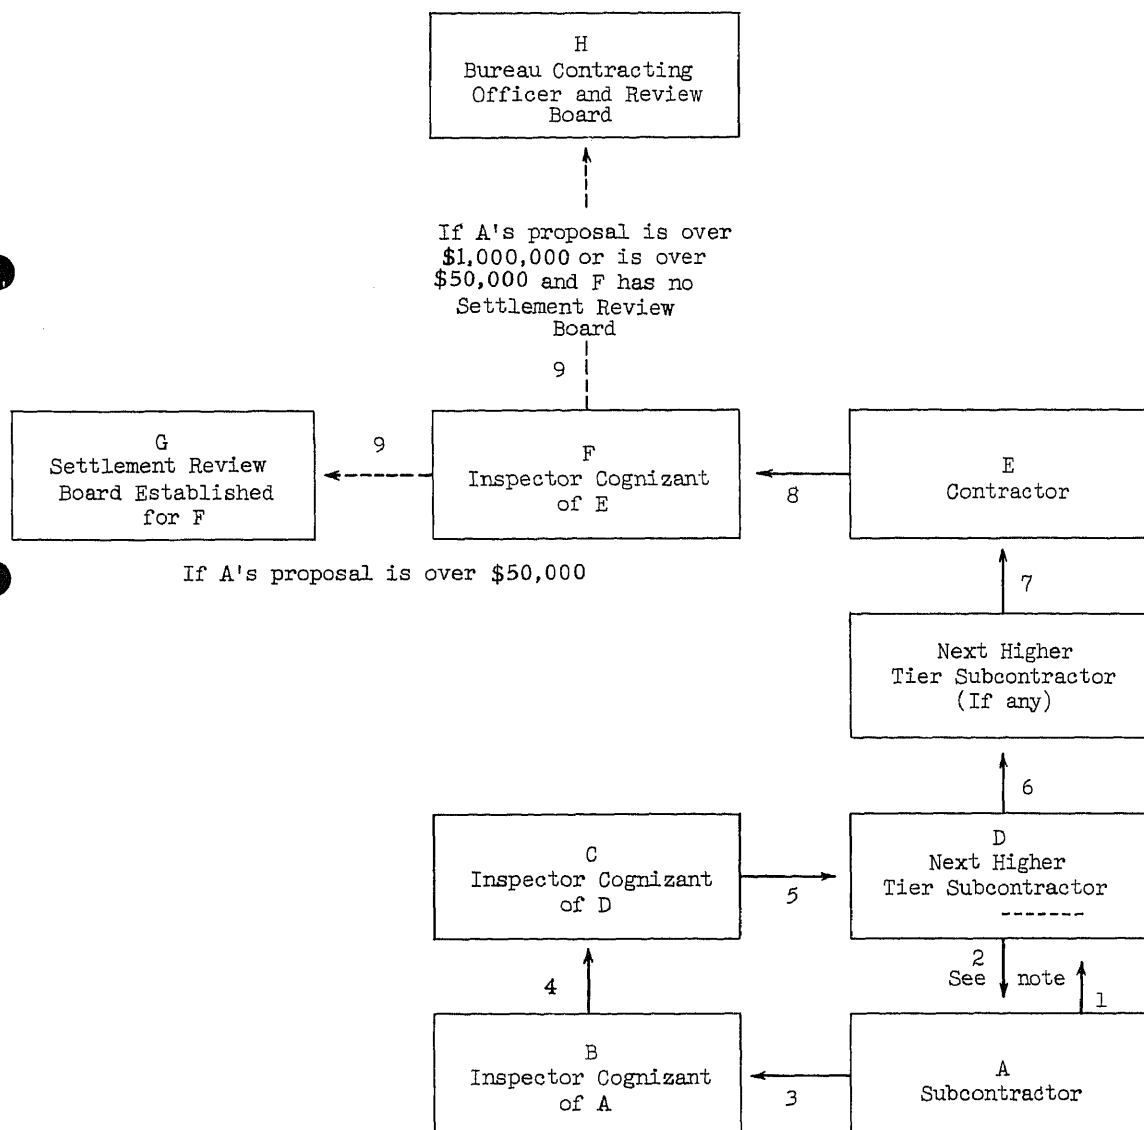 H
Bureau Contracting
Officer and Review
Board
If A's proposal is over
$1,000,000 or is over
$50,000 and F has no
Settlement Review
Board
9
G
Settlement Review
Board Established
for F
9
F
Inspector Cognizant
of E
8
E
Contractor
If A's proposal is over $50,000
7
Next Higher
Tier Subcontractor
(If any)
6
C
Inspector Cognizant
of D
5
D
Next Higher
Tier Subcontractor
4
2
See note
1
B
Inspector Cognizant
of A
3
A
Subcontractor